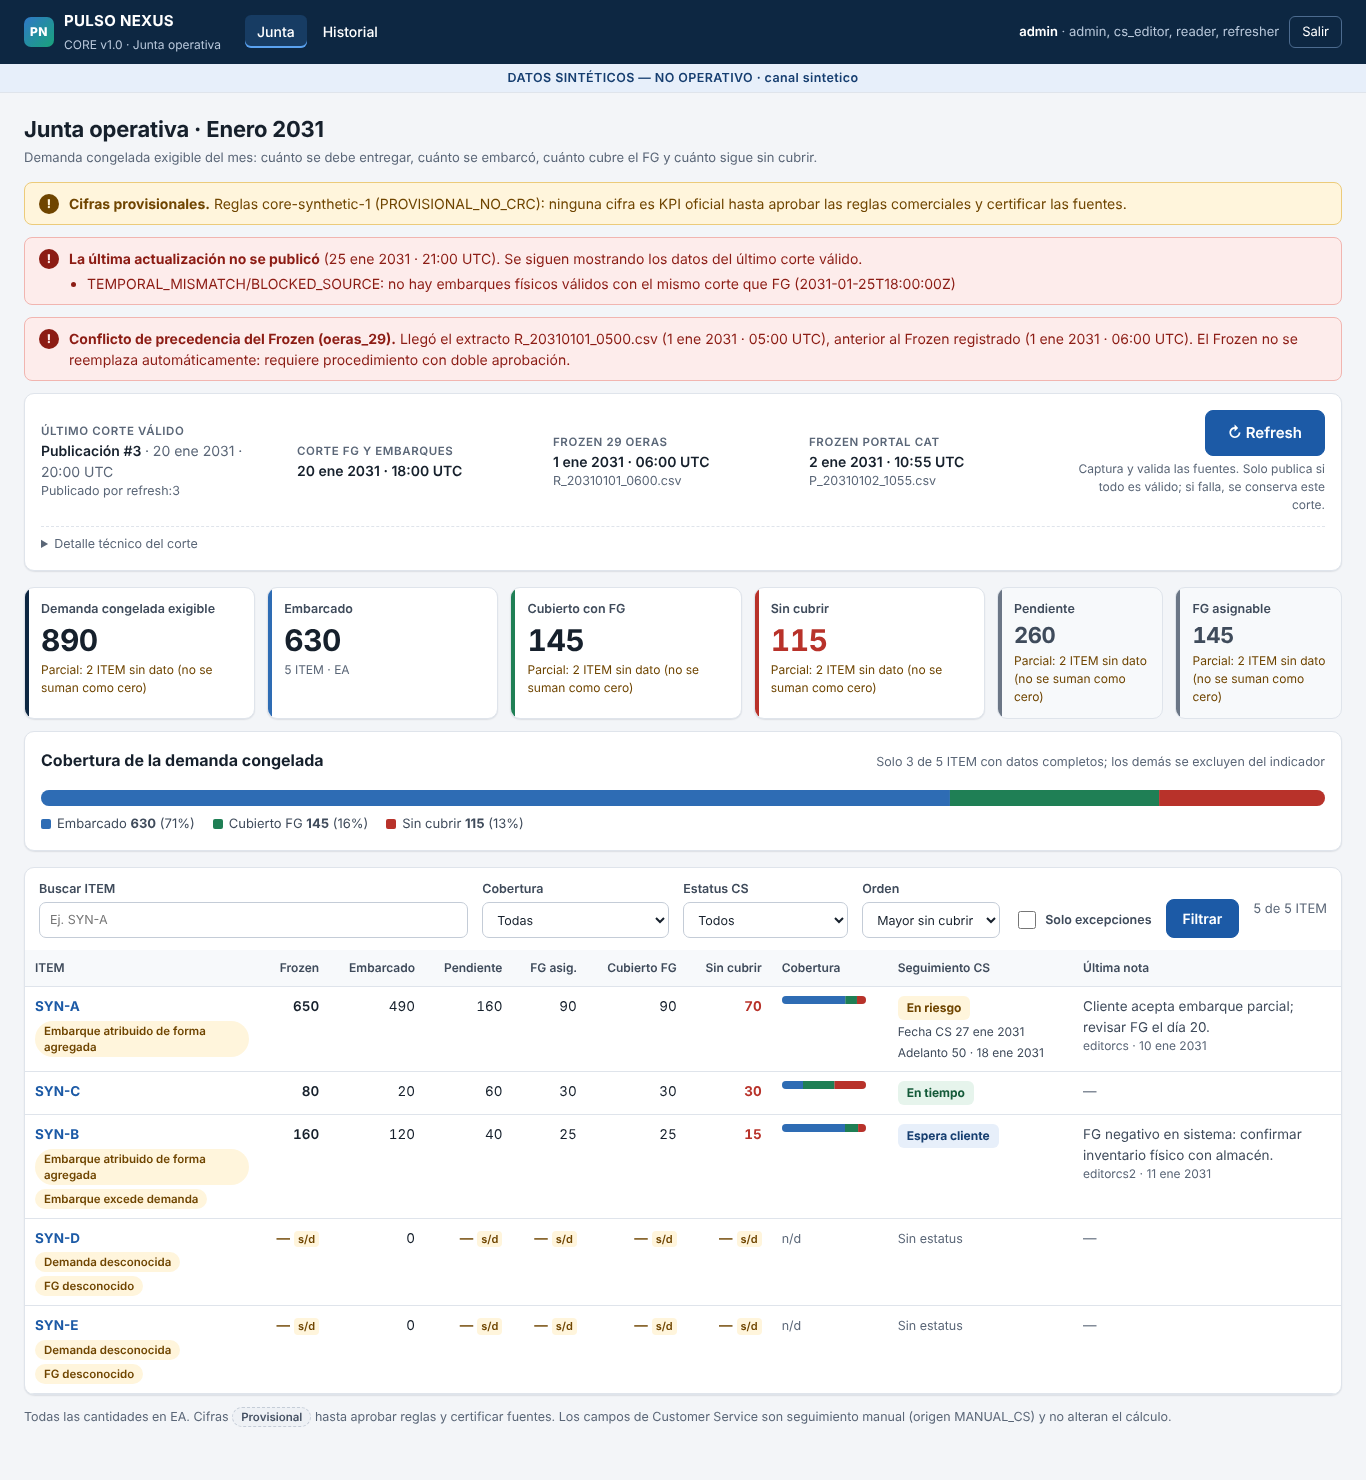 PN
PULSO NEXUS
CORE v1.0 · Junta operativa
Junta
Historial
admin · admin, cs_editor, reader, refresher
Salir
DATOS SINTÉTICOS — NO OPERATIVO · canal sintetico
Junta operativa · Enero 2031
Demanda congelada exigible del mes: cuánto se debe entregar, cuánto se embarcó, cuánto cubre el FG y cuánto sigue sin cubrir.
! Cifras provisionales. Reglas core-synthetic-1 (PROVISIONAL_NO_CRC): ninguna cifra es KPI oficial hasta aprobar las reglas comerciales y certificar las fuentes.
! La última actualización no se publicó (25 ene 2031 · 21:00 UTC). Se siguen mostrando los datos del último corte válido.
• TEMPORAL_MISMATCH/BLOCKED_SOURCE: no hay embarques físicos válidos con el mismo corte que FG (2031-01-25T18:00:00Z)
! Conflicto de precedencia del Frozen (oeras_29). Llegó el extracto R_20310101_0500.csv (1 ene 2031 · 05:00 UTC), anterior al Frozen registrado (1 ene 2031 · 06:00 UTC). El Frozen no se
reemplaza automáticamente: requiere procedimiento con doble aprobación.
ÚLTIMO CORTE VÁLIDO
Publicación #3 · 20 ene 2031 ·
20:00 UTC
Publicado por refresh:3
CORTE FG Y EMBARQUES
20 ene 2031 · 18:00 UTC
FROZEN 29 OERAS
1 ene 2031 · 06:00 UTC
R_20310101_0600.csv
FROZEN PORTAL CAT
2 ene 2031 · 10:55 UTC
P_20310102_1055.csv
↻ Refresh
Captura y valida las fuentes. Solo publica si
todo es válido; si falla, se conserva este
corte.
▶ Detalle técnico del corte
Demanda congelada exigible
890
Parcial: 2 ITEM sin dato (no se
suman como cero)
Embarcado
630
5 ITEM · EA
Cubierto con FG
145
Parcial: 2 ITEM sin dato (no se
suman como cero)
Sin cubrir
115
Parcial: 2 ITEM sin dato (no se
suman como cero)
Pendiente
260
Parcial: 2 ITEM sin dato
(no se suman como
cero)
FG asignable
145
Parcial: 2 ITEM sin dato
(no se suman como
cero)
Cobertura de la demanda congelada
Solo 3 de 5 ITEM con datos completos; los demás se excluyen del indicador
Embarcado 630 (71%) Cubierto FG 145 (16%) Sin cubrir 115 (13%)
Buscar ITEM
Ej. SYN-A
Cobertura
Todas
Estatus CS
Todos
Orden
Mayor sin cubrir
Solo excepciones
Filtrar
5 de 5 ITEM
ITEM Frozen Embarcado Pendiente FG asig. Cubierto FG Sin cubrir Cobertura Seguimiento CS Última nota
SYN-A 650 490 160 90 90 70
Embarque atribuido de forma
agregada
En riesgo
Fecha CS 27 ene 2031
Adelanto 50 · 18 ene 2031
Cliente acepta embarque parcial;
revisar FG el día 20.
editorcs · 10 ene 2031
SYN-C 80 20 60 30 30 30 En tiempo —
SYN-B 160 120 40 25 25 15 Espera cliente
Embarque atribuido de forma
agregada
Embarque excede demanda
FG negativo en sistema: confirmar
inventario físico con almacén.
editorcs2 · 11 ene 2031
SYN-D — s/d 0 — s/d — s/d — s/d — s/d n/d Sin estatus —
Demanda desconocida
FG desconocido
SYN-E — s/d 0 — s/d — s/d — s/d — s/d n/d Sin estatus —
Demanda desconocida
FG desconocido
Todas las cantidades en EA. Cifras Provisional hasta aprobar reglas y certificar fuentes. Los campos de Customer Service son seguimiento manual (origen MANUAL_CS) y no alteran el cálculo.